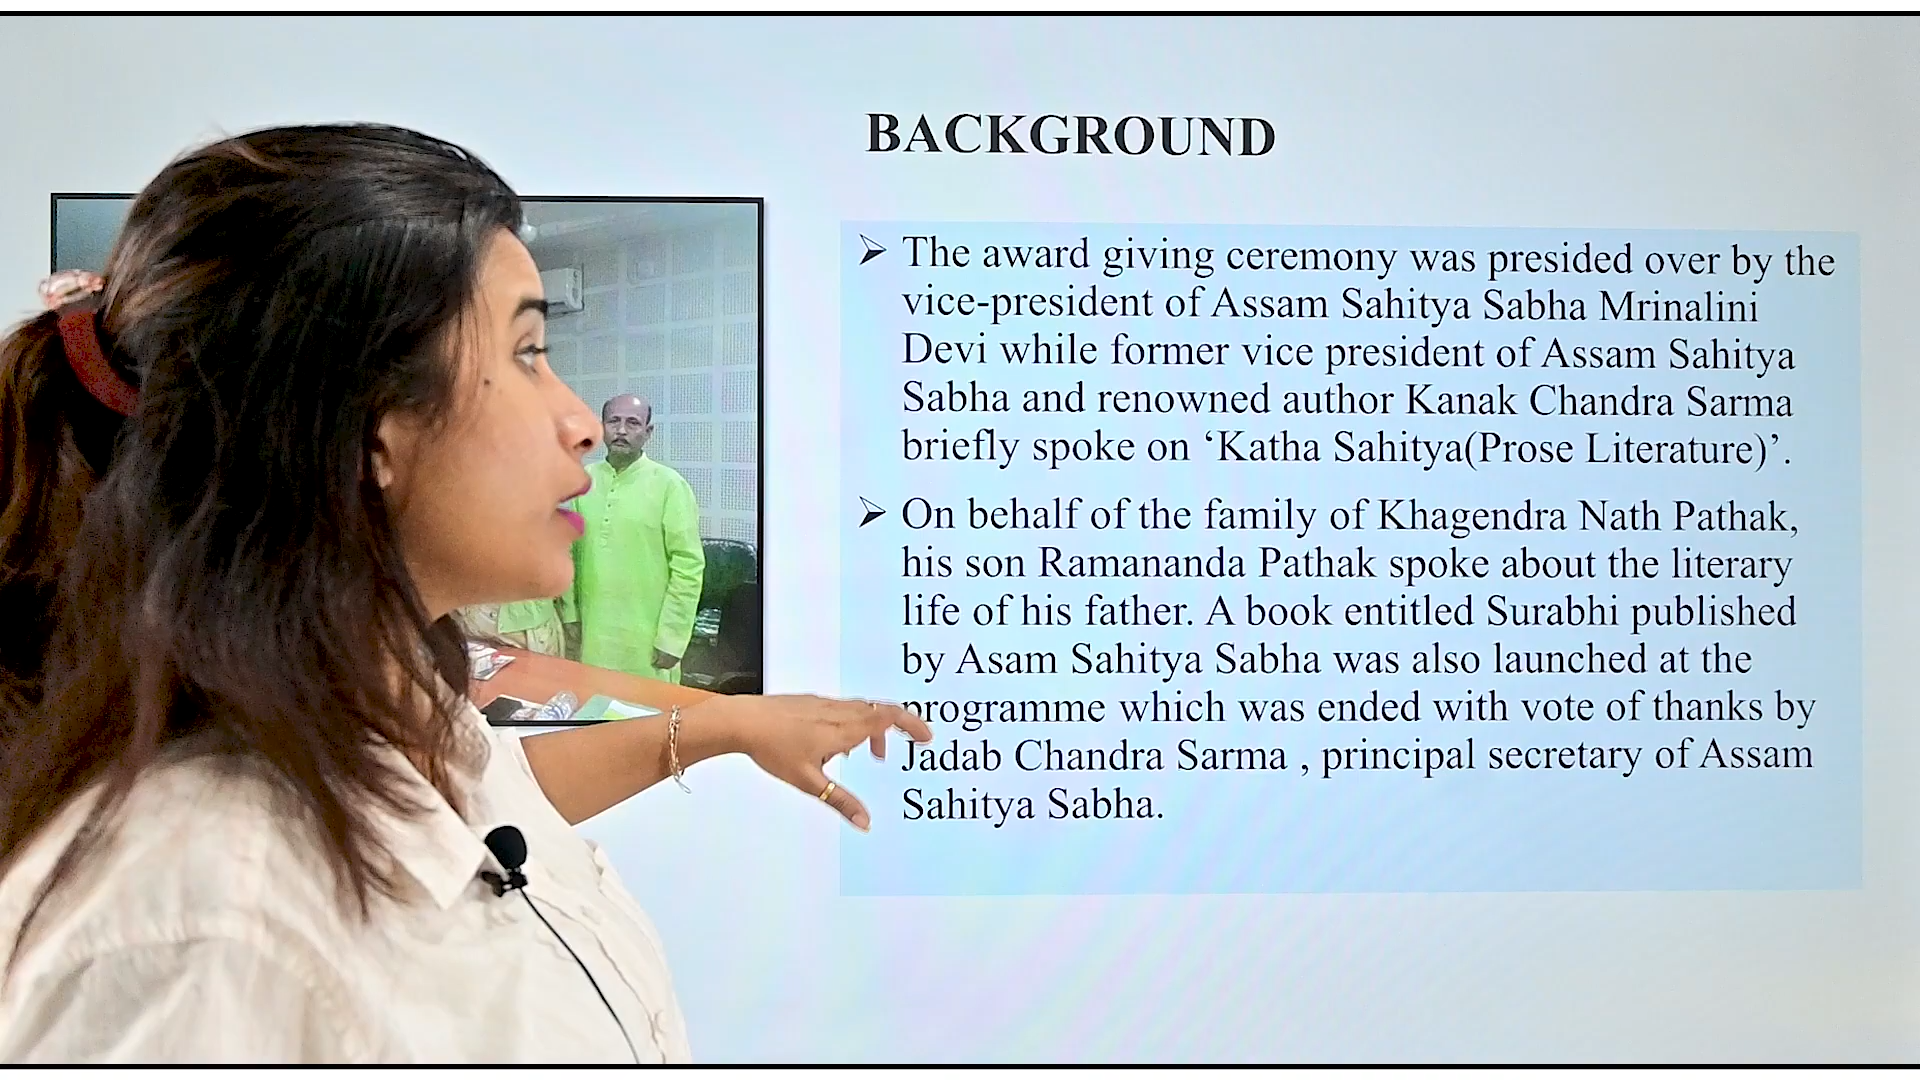 BACKGROUND
➢ The award giving ceremony was presided over by the
vice-president of Assam Sahitya Sabha Mrinalini
Devi while former vice president of Assam Sahitya
Sabha and renowned author Kanak Chandra Sarma
briefly spoke on ‘Katha Sahitya(Prose Literature)’.
➢ On behalf of the family of Khagendra Nath Pathak,
his son Ramananda Pathak spoke about the literary
life of his father. A book entitled Surabhi published
by Asam Sahitya Sabha was also launched at the
programme which was ended with vote of thanks by
Jadab Chandra Sarma , principal secretary of Assam
Sahitya Sabha.